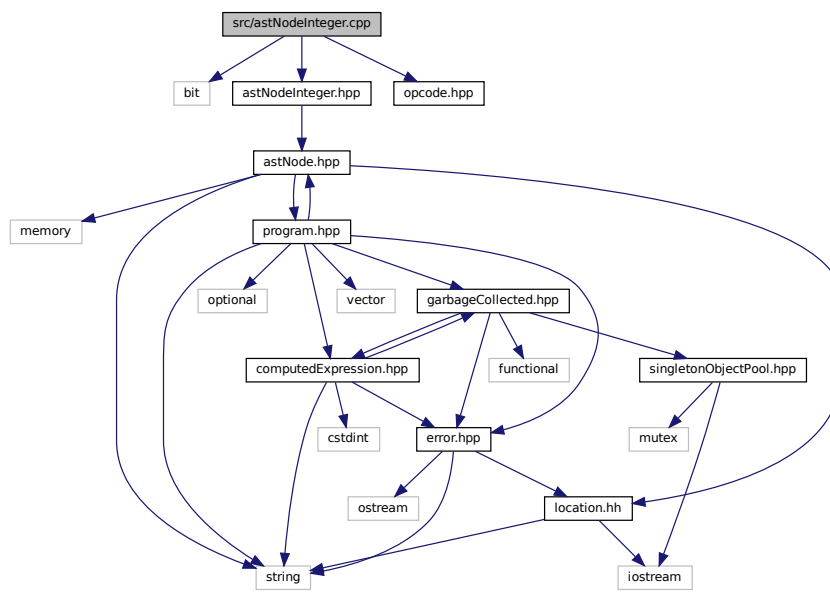 src/astNodeInteger.cpp
bit
astNodeInteger.hpp
opcode.hpp
astNode.hpp
memory
program.hpp
optional
vector
garbageCollected.hpp
computedExpression.hpp
functional
singletonObjectPool.hpp
cstdint
error.hpp
mutex
ostream
location.hh
string
iostream